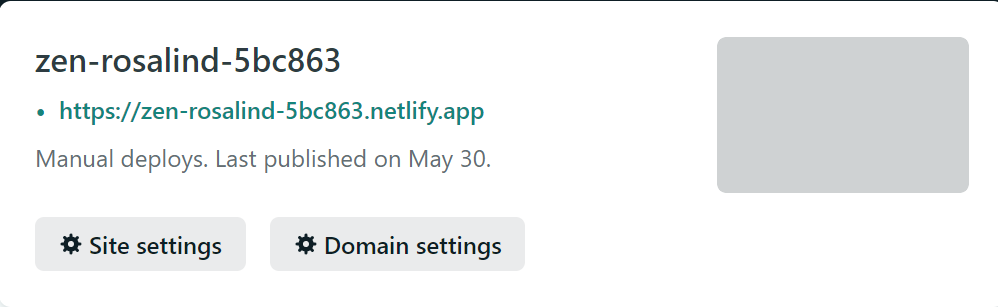 zen-rosalind-5bc863
• https://zen-rosalind-5bc863.netlify.app
Manual deploys. Last published on May 30.
Site settings
Domain settings